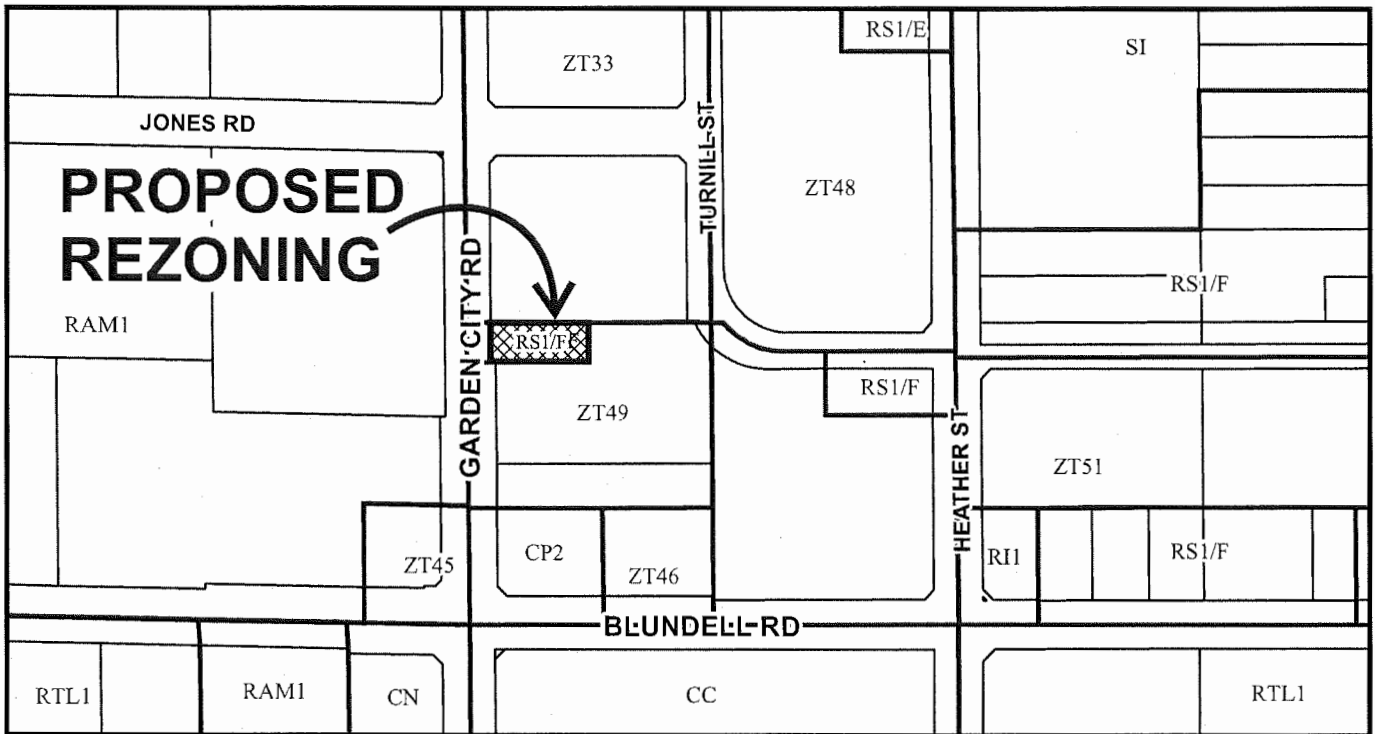 RS1/E
SI
ZT33
JONES RD
TURNILL ST
PROPOSED
REZONING
ZT48
GARDEN CITY RD
RS1/F
RAM1
RS1/F
RS1/F
ZT49
HEATHER ST
ZT51
ZT45
CP2
ZT46
RI1
RS1/F
BLUNDELL RD
RTL1
RAM1
CN
CC
RTL1